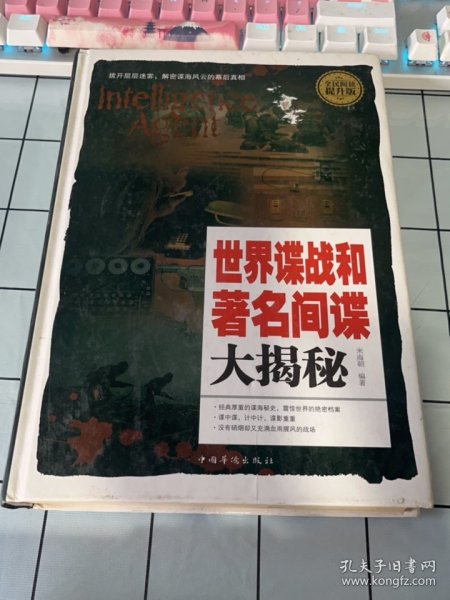 拨开层层迷雾，解密谍海风云的幕后真相
Intelligence
Agent
全民阅读
提升版
世界谍战和
著名间谍
大揭秘
米海朝 编著
·经典厚重的谍海秘史，震惊世界的绝密档案
·谍中谍，计中计，谍影重重
·没有硝烟却又充满血雨腥风的战场
中国华侨出版社
孔夫子旧书网
www.kongfz.com